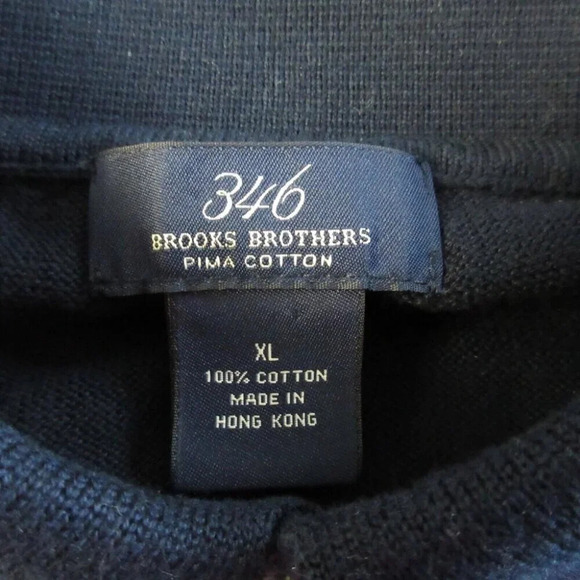 346
BROOKS BROTHERS
PIMA COTTON
XL
100% COTTON
MADE IN
HONG KONG